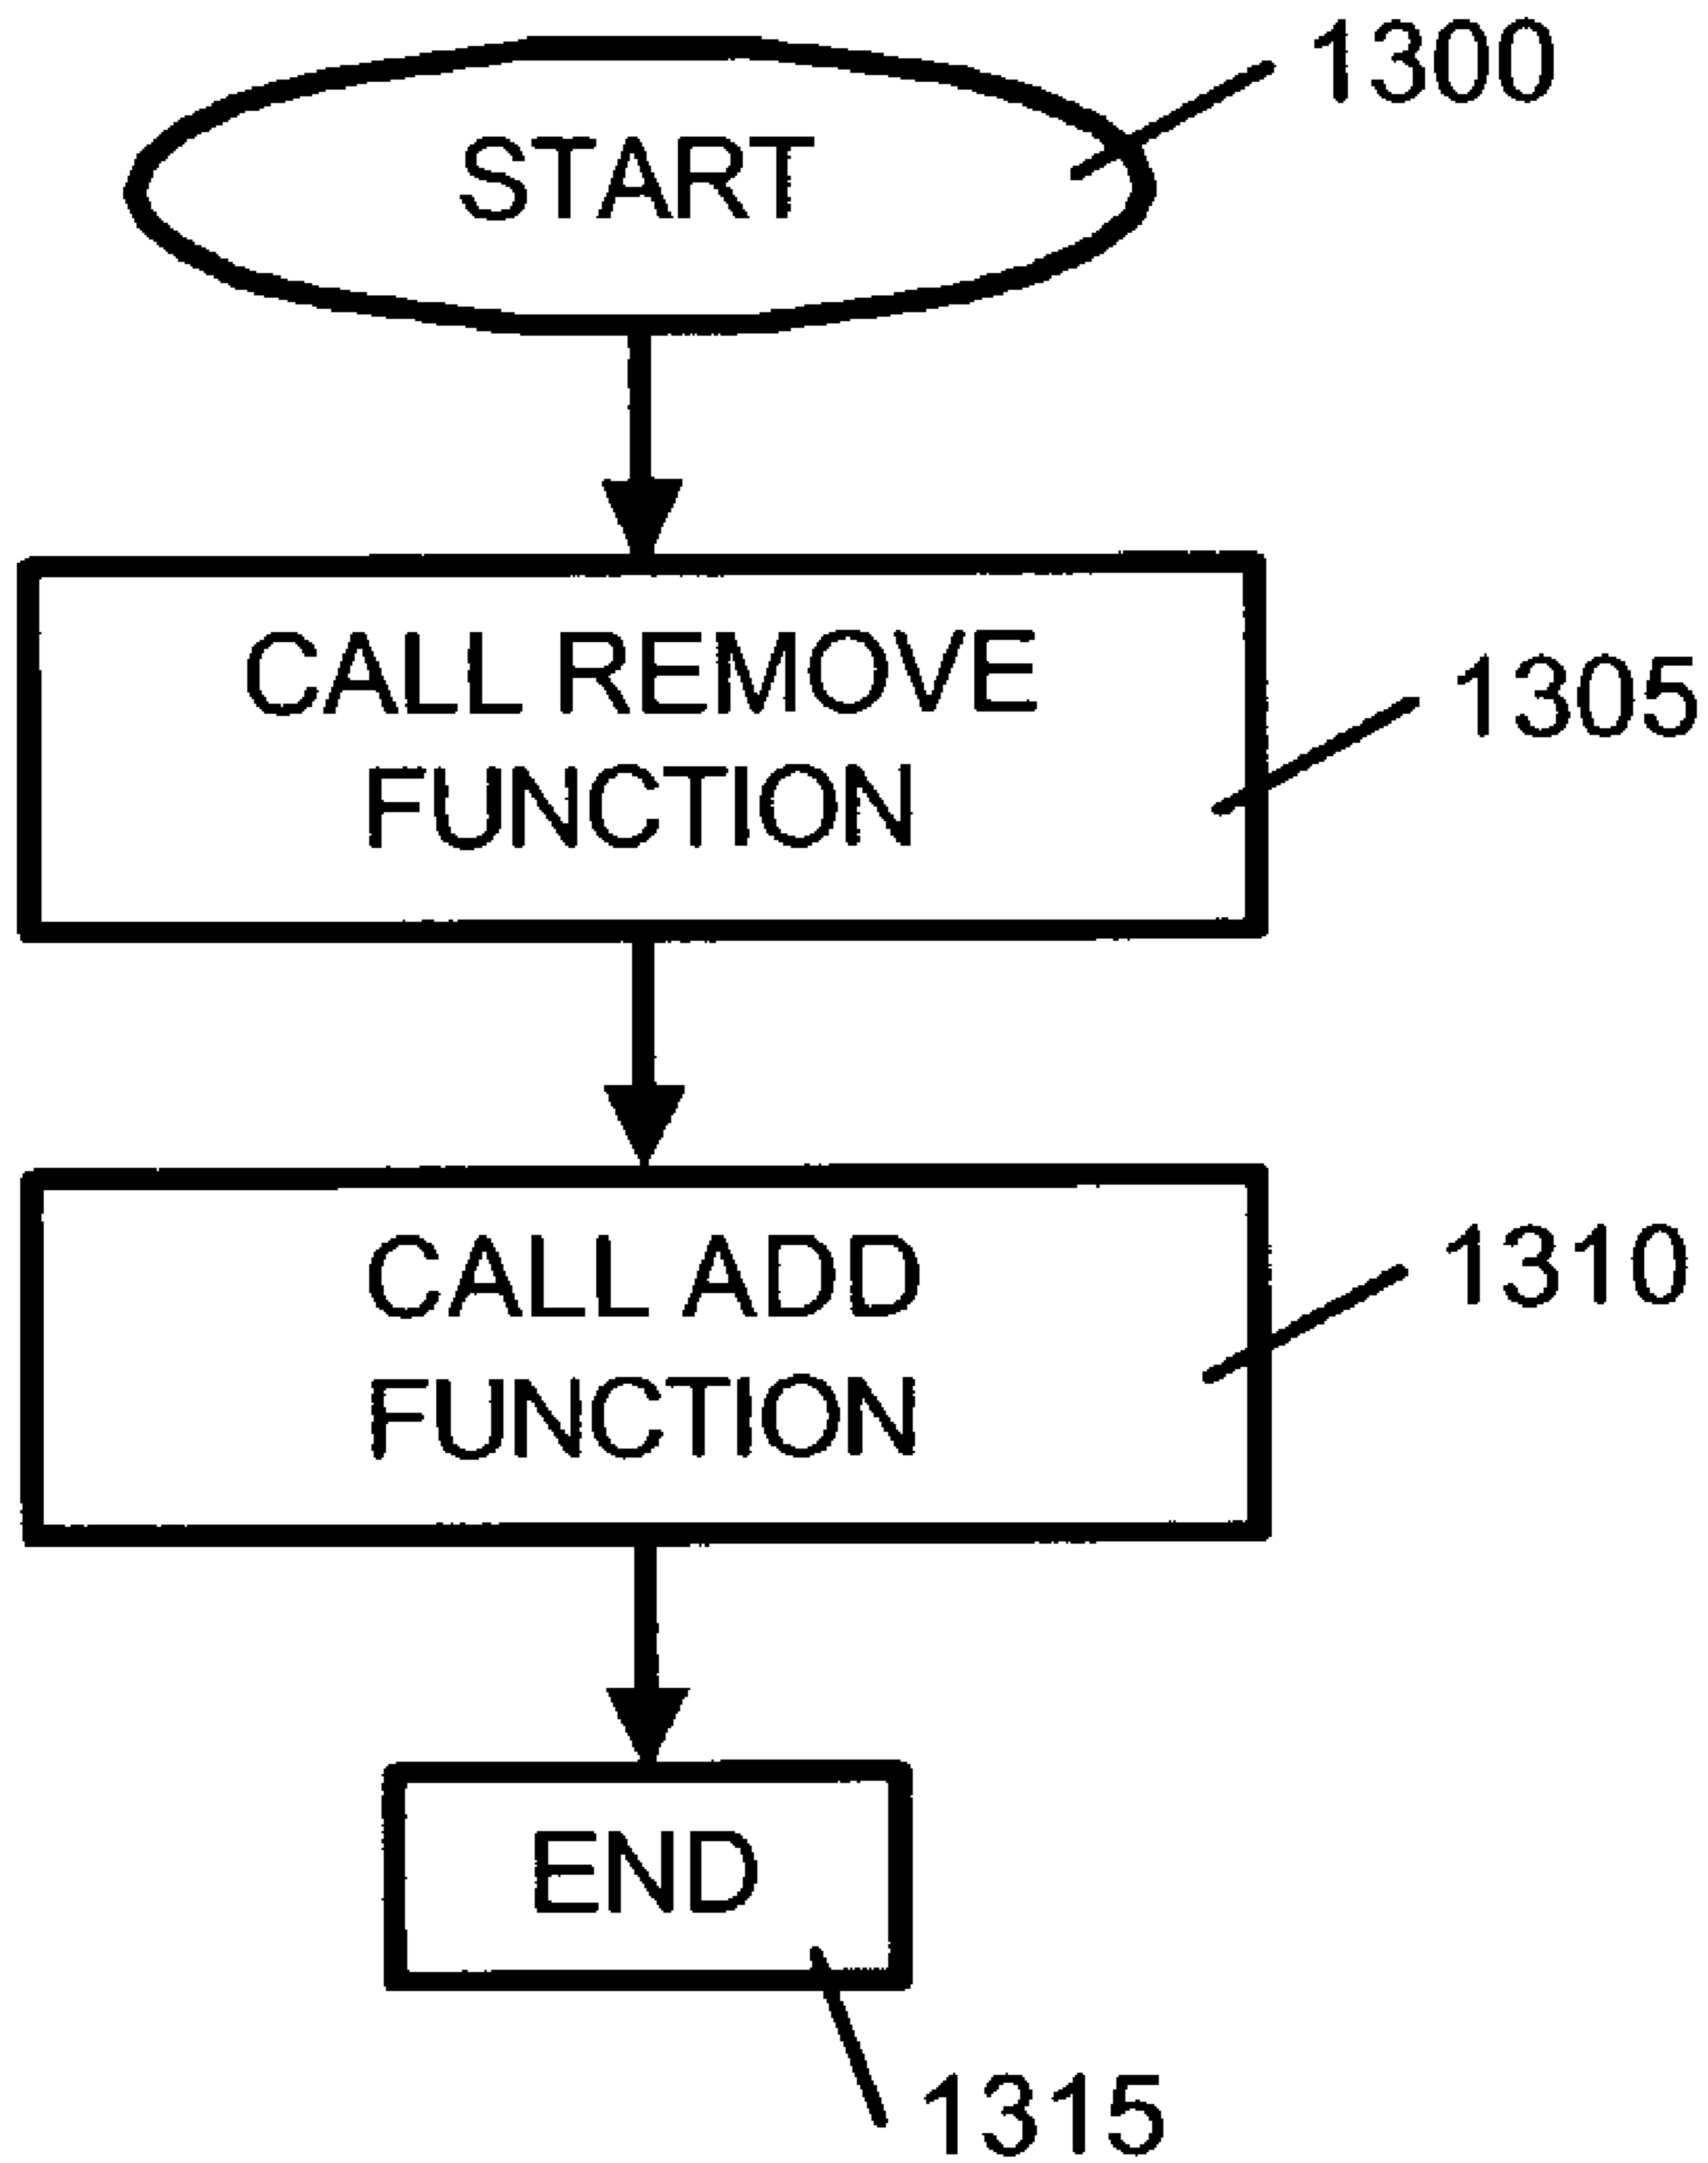 1300
START
CALL REMOVE
FUNCTION
1305
CALL ADD
FUNCTION
1310
END
1315